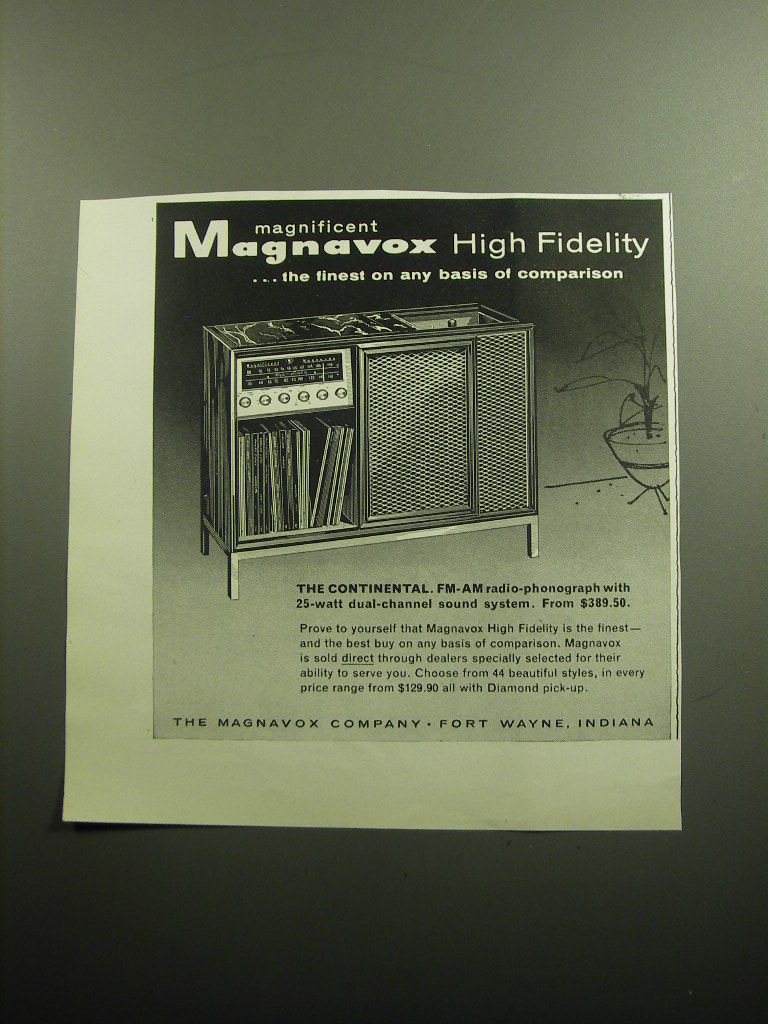 magnificent
Magnavox High Fidelity
...the finest on any basis of comparison
Magnificent Magnavox
THE CONTINENTAL. FM-AM radio-phonograph with
25-watt dual-channel sound system. From $389.50.
Prove to yourself that Magnavox High Fidelity is the finest—
and the best buy on any basis of comparison. Magnavox
is sold direct through dealers specially selected for their
ability to serve you. Choose from 44 beautiful styles, in every
price range from $129.90 all with Diamond pick-up.
THE MAGNAVOX COMPANY • FORT WAYNE, INDIANA